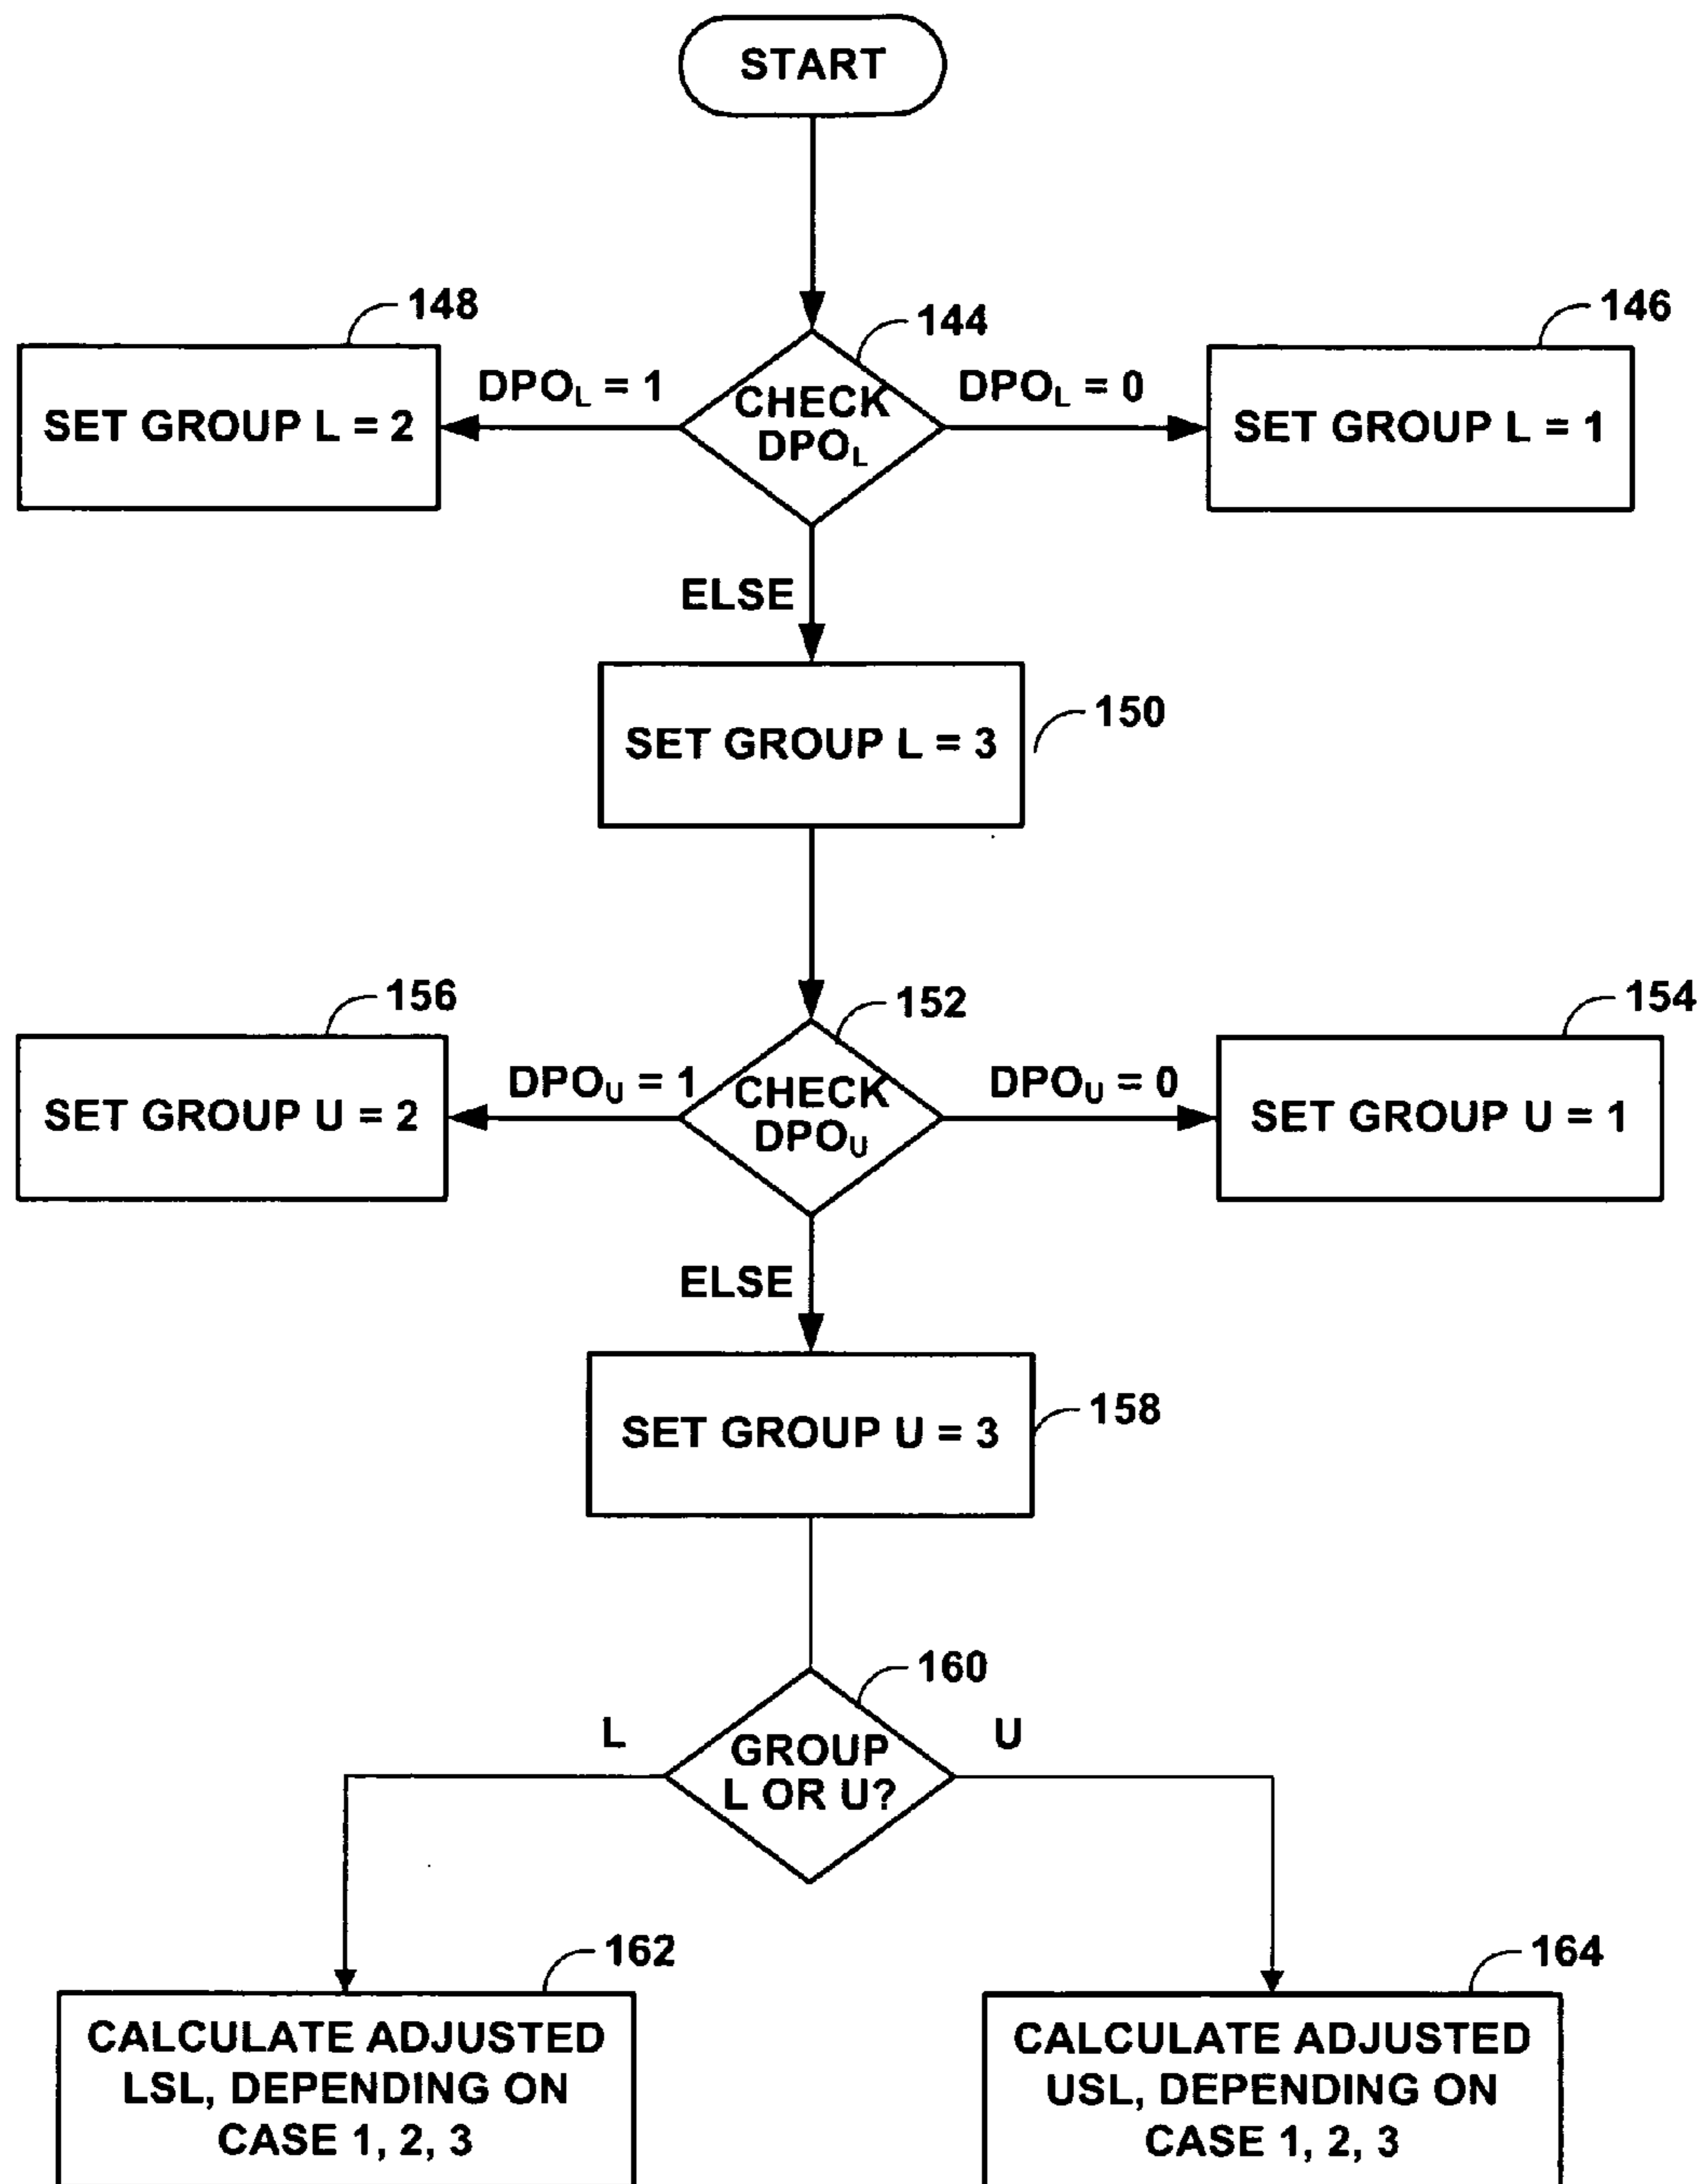 START
148
144
146
SET GROUP L = 2
DPOL = 1
CHECK
DPOL
DPOL = 0
SET GROUP L = 1
ELSE
150
SET GROUP L = 3
156
152
154
SET GROUP U = 2
DPOU = 1
CHECK
DPOU
DPOU = 0
SET GROUP U = 1
ELSE
158
SET GROUP U = 3
160
L
GROUP
L OR U?
U
162
164
CALCULATE ADJUSTED
LSL, DEPENDING ON
CASE 1, 2, 3
CALCULATE ADJUSTED
USL, DEPENDING ON
CASE 1, 2, 3